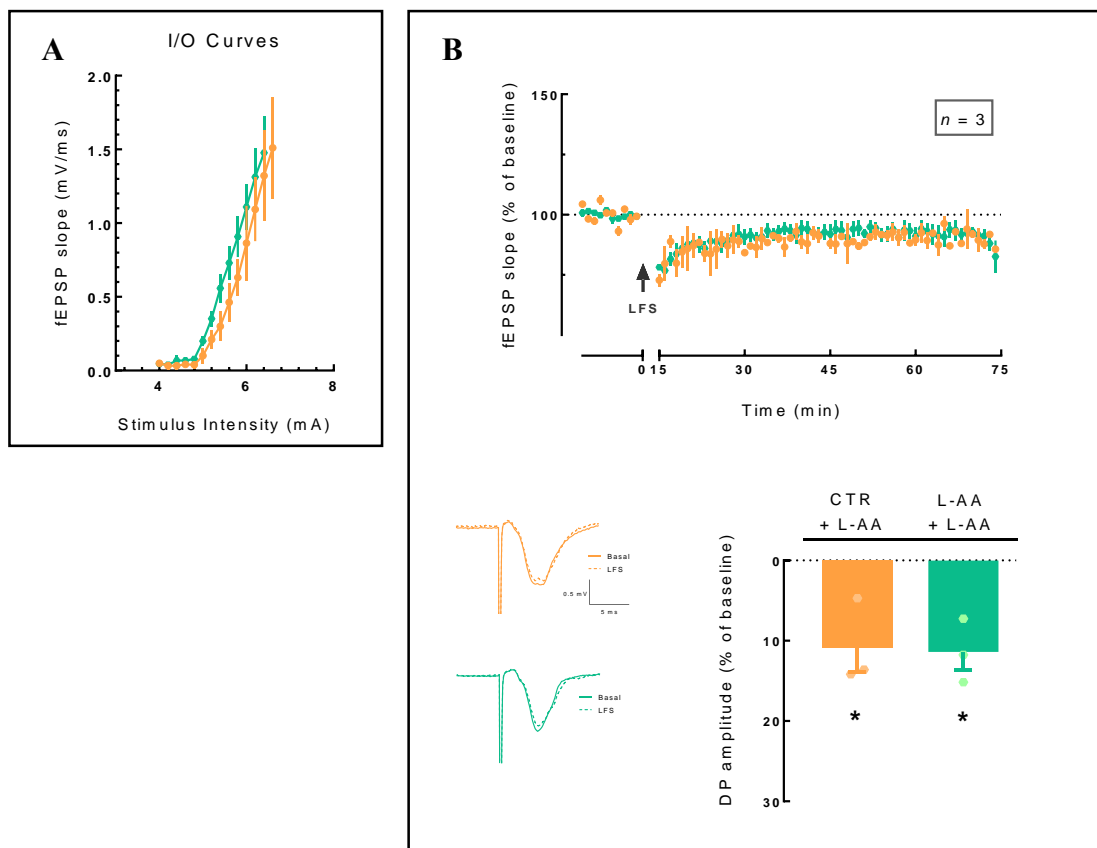 A
I/O Curves
fEPSP slope (mV/ms)
2.0
1.5
1.0
0.5
0.0
4 6 8
Stimulus Intensity (mA)
B
fEPSP slope (% of baseline)
150
100
n = 3
LFS
0 15 30 45 60 75
Time (min)
Basal
LFS
0.5 mV
5 ms
Basal
LFS
CTR + L-AA
L-AA + L-AA
DP amplitude (% of baseline)
0
10
20
30
*
*